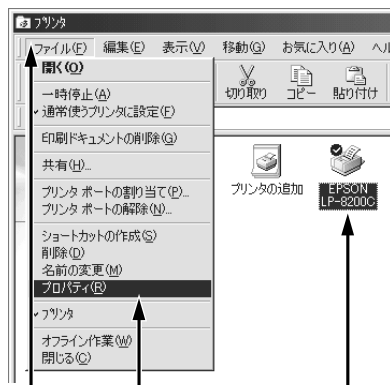 プリンタ
ファイル(F) 編集(E) 表示(V) 移動(G) お気に入り(A) ヘル
切り取り コピー 貼り付け
開く(O)
一時停止(A)
通常使うプリンタに設定(F)
印刷ドキュメントの削除(G)
共有(H)...
プリンタ ポートの割り当て(P)...
プリンタ ポートの解除(N)...
ショートカットの作成(S)
削除(D)
名前の変更(M)
プロパティ(R)
プリンタ
オフライン作業(W)
閉じる(C)
プリンタの追加
EPSON
LP-8200C